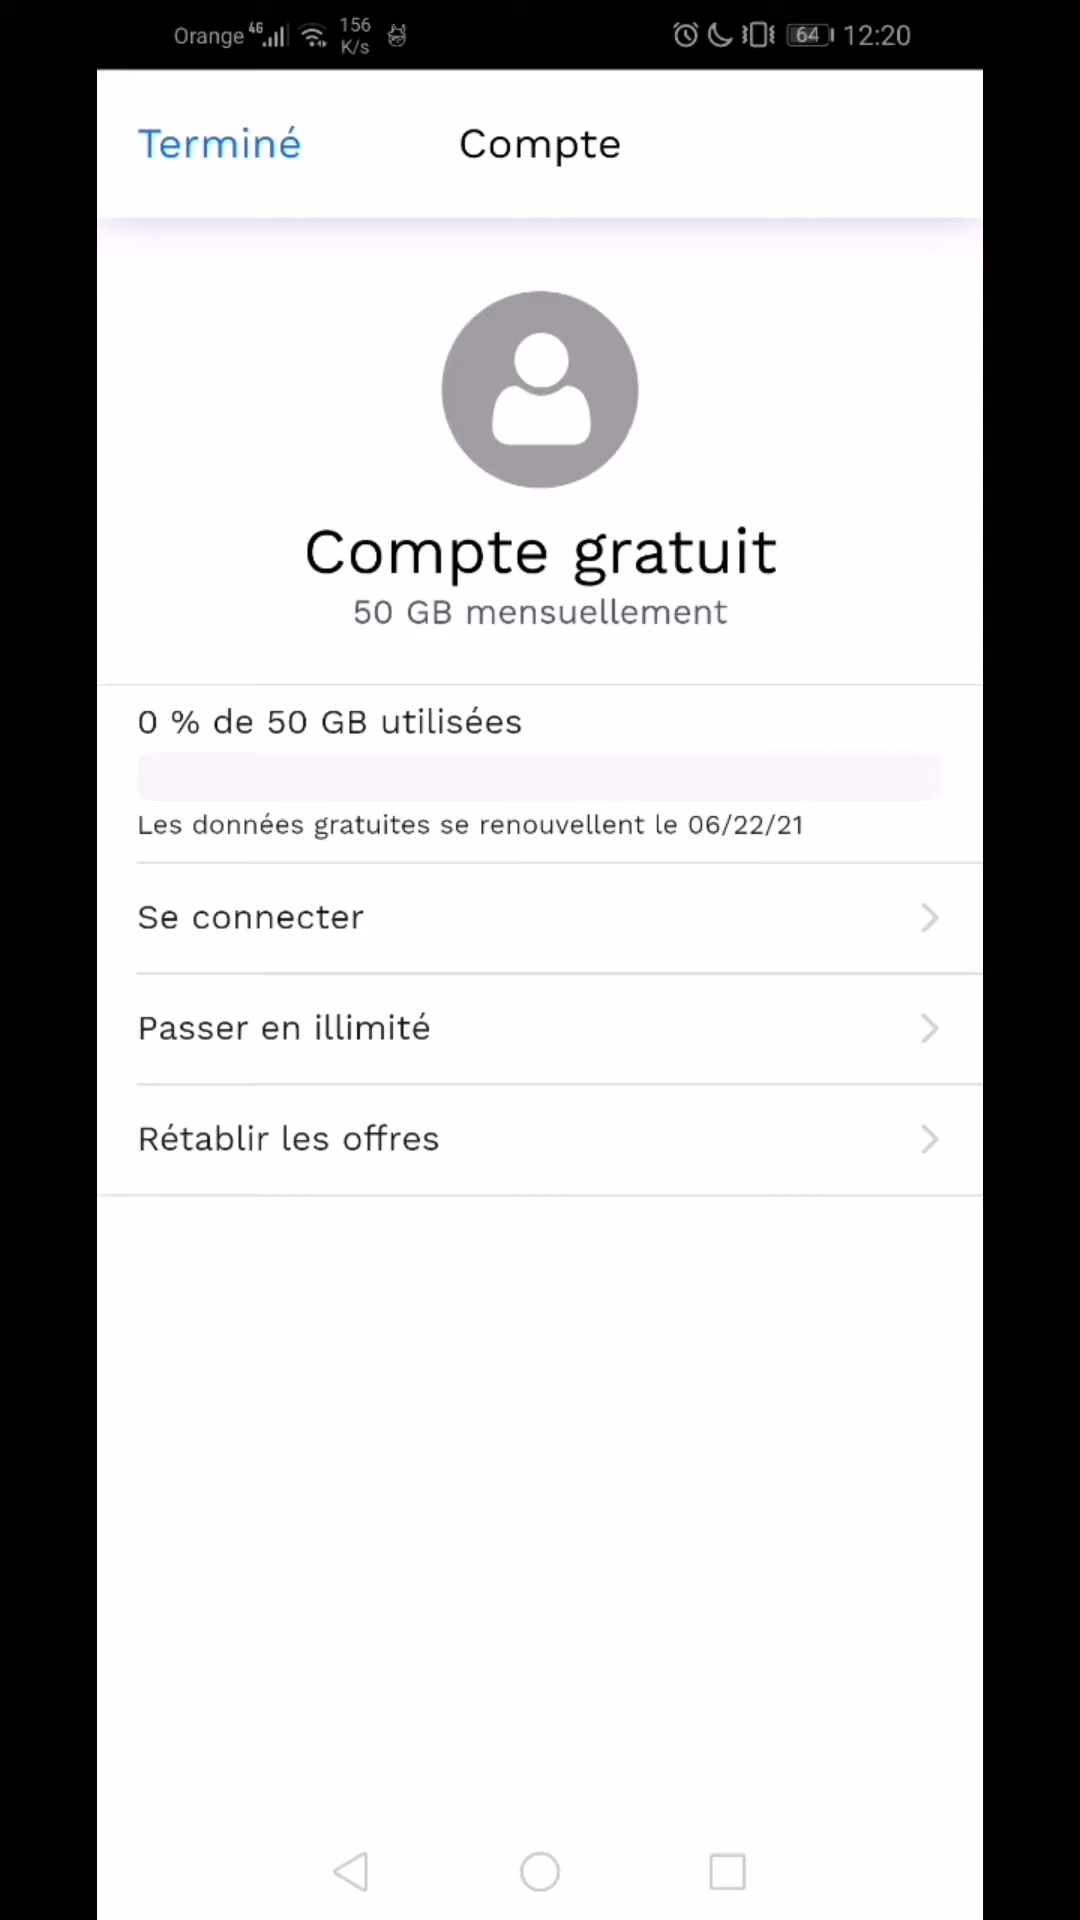 Orange 4G 156 K/s 64 12:20
Terminé Compte
Compte gratuit
50 GB mensuellement
0 % de 50 GB utilisées
Les données gratuites se renouvellent le 06/22/21
Se connecter
Passer en illimité
Rétablir les offres